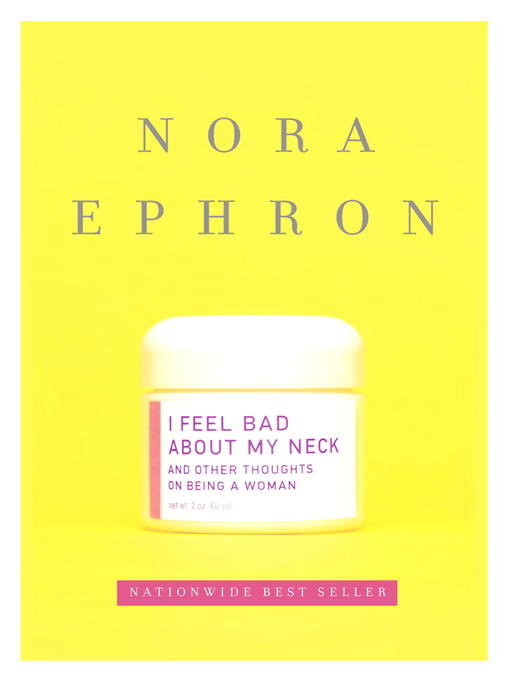 NORA
EPHRON
I FEEL BAD
ABOUT MY NECK
AND OTHER THOUGHTS
ON BEING A WOMAN
net wt. 2 oz. 60 ml
NATIONWIDE BEST SELLER